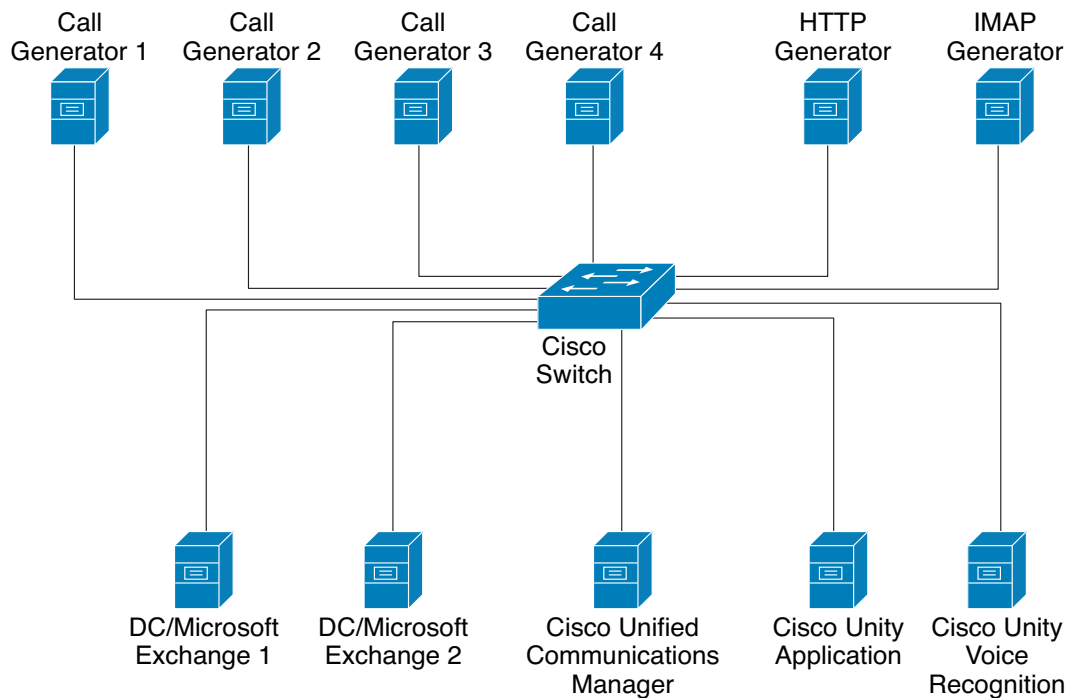 Call
Generator 1
Call
Generator 2
Call
Generator 3
Call
Generator 4
HTTP
Generator
IMAP
Generator
Cisco
Switch
DC/Microsoft
Exchange 1
DC/Microsoft
Exchange 2
Cisco Unified
Communications
Manager
Cisco Unity
Application
Cisco Unity
Voice
Recognition